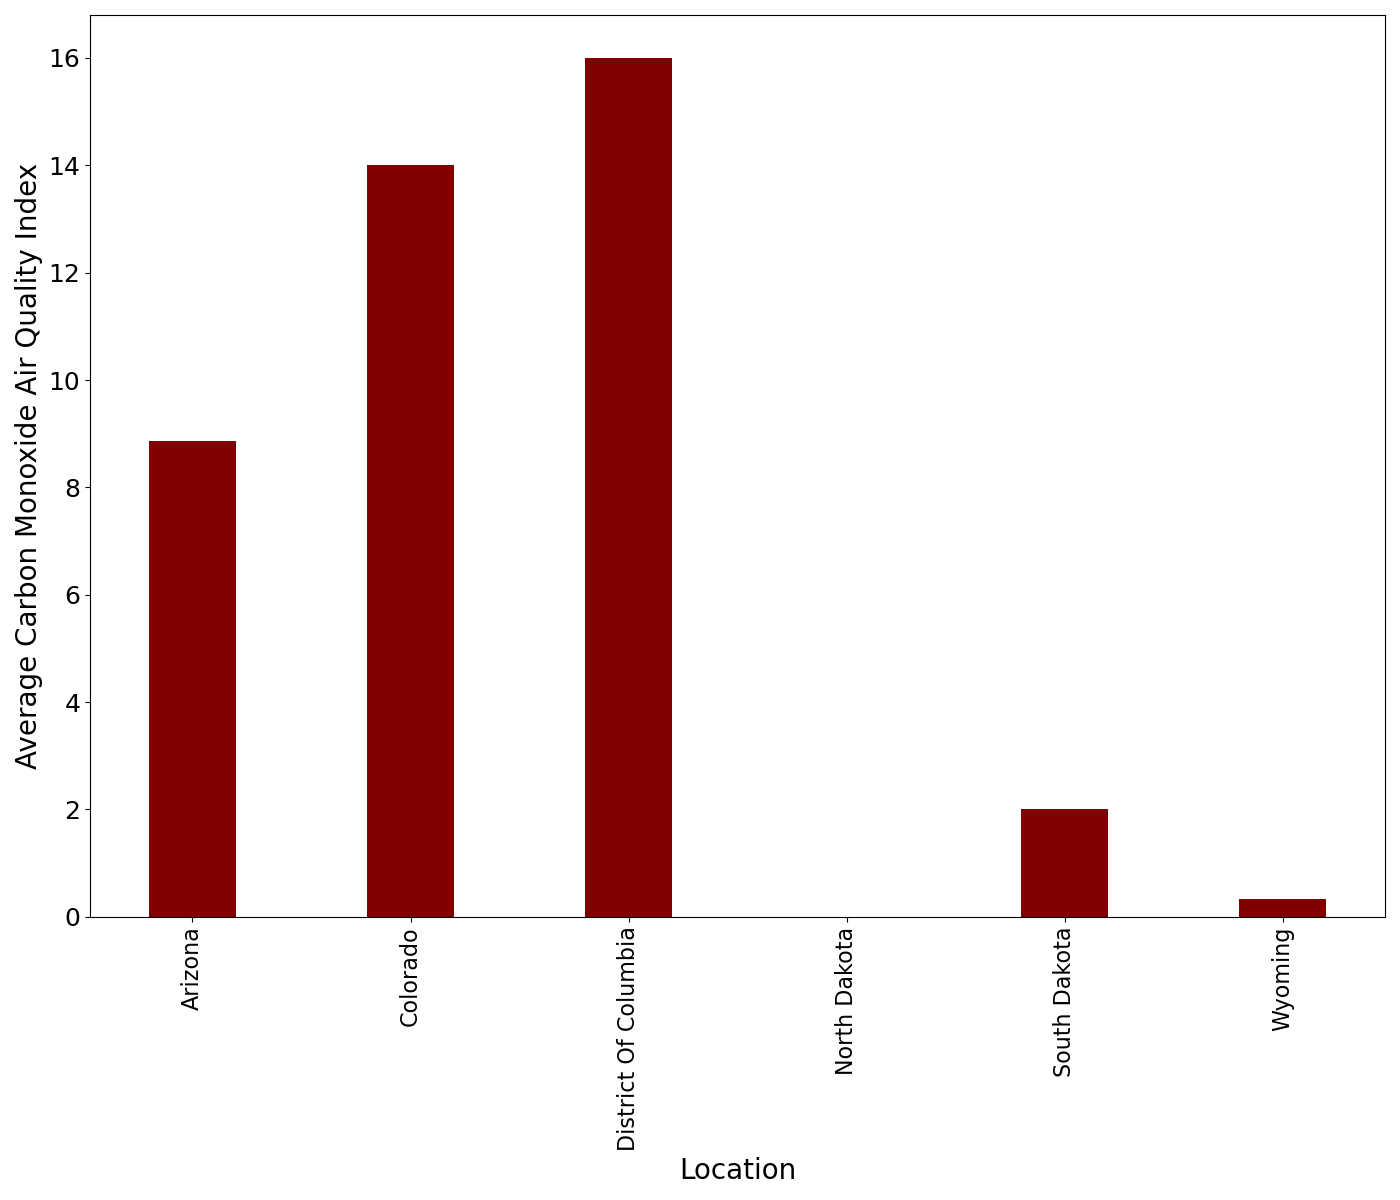 Average Carbon Monoxide Air Quality Index
16
14
12
10
8
6
4
2
0
Arizona
Colorado
District Of Columbia
North Dakota
South Dakota
Wyoming
Location